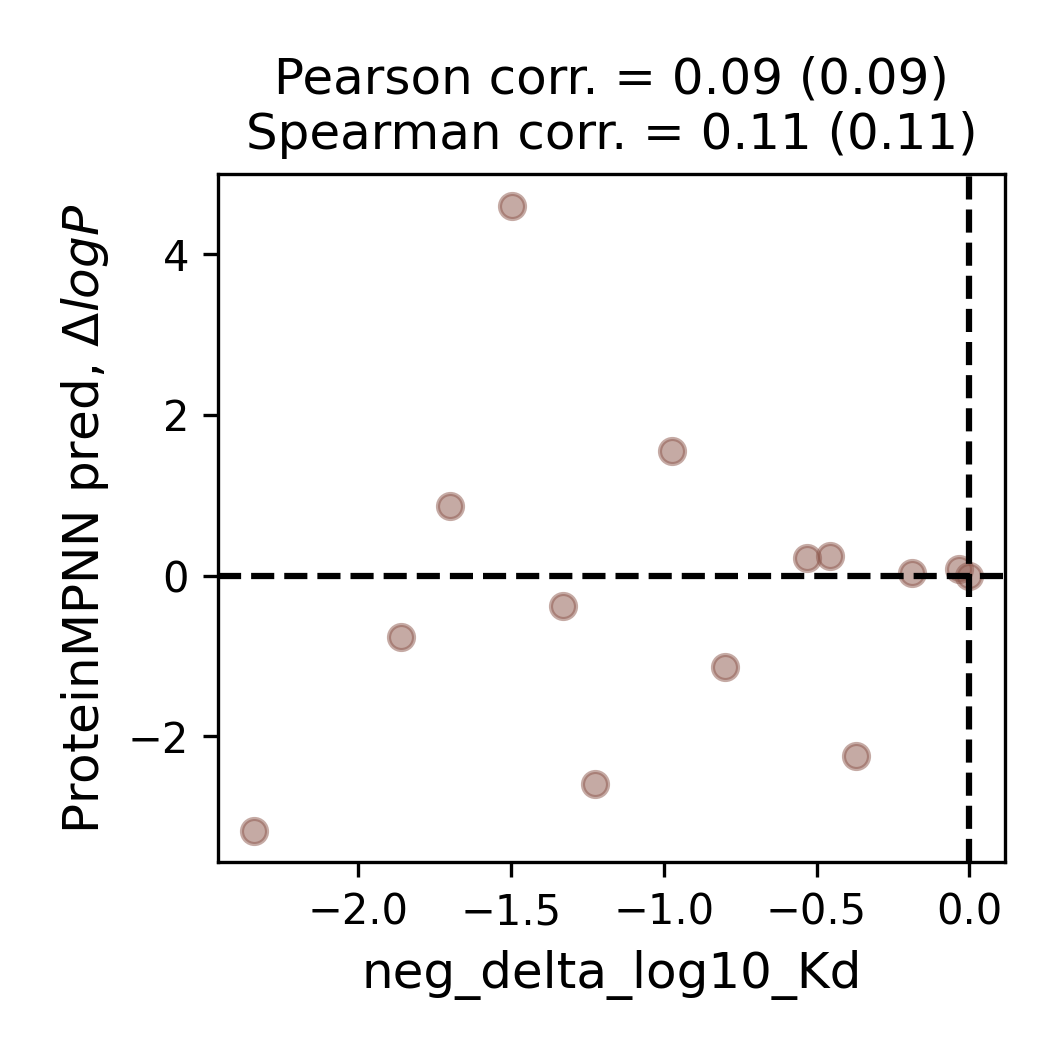 Pearson corr. = 0.09 (0.09)
Spearman corr. = 0.11 (0.11)
ProteinMPNN pred, ΔlogP
4
2
0
−2
−2.0
−1.5
−1.0
−0.5
0.0
neg_delta_log10_Kd